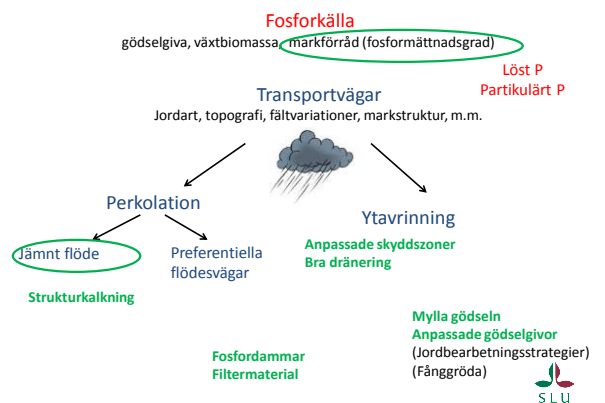 Fosforkälla
gödselgiva, växtbiomassa, markförråd (fosformättnadsgrad)
Löst P
Partikulärt P
Transportvägar
Jordart, topografi, fältvariationer, markstruktur, m.m.
Perkolation
Ytavrinning
Jämnt flöde
Preferentiella
flödesvägar
Anpassade skyddszoner
Bra dränering
Strukturkalkning
Mylla gödseln
Anpassade gödselgivor
(Jordbearbetningsstrategier)
(Fånggröda)
Fosfordammar
Filtermaterial
SLU